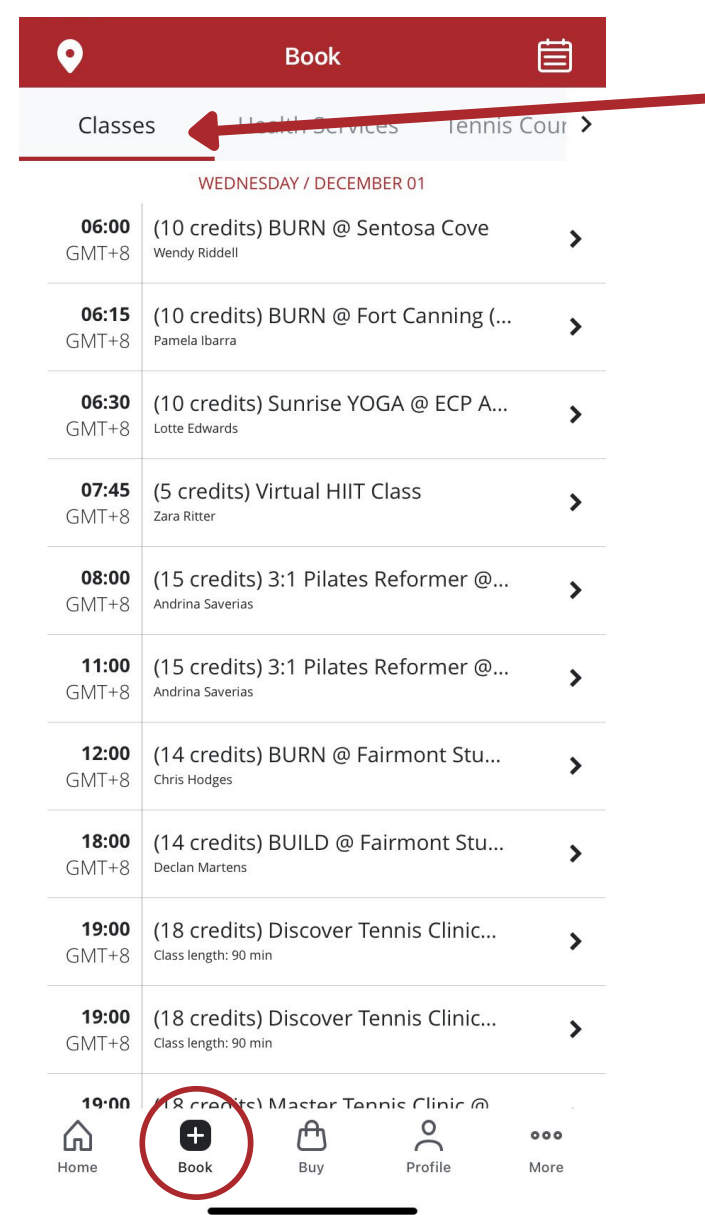 Book
Classes Health Services Tennis Cour
WEDNESDAY / DECEMBER 01
06:00 (10 credits) BURN @ Sentosa Cove
GMT+8 Wendy Riddell
06:15 (10 credits) BURN @ Fort Canning (...
GMT+8 Pamela Ibarra
06:30 (10 credits) Sunrise YOGA @ ECP A...
GMT+8 Lotte Edwards
07:45 (5 credits) Virtual HIIT Class
GMT+8 Zara Ritter
08:00 (15 credits) 3:1 Pilates Reformer @...
GMT+8 Andrina Saverias
11:00 (15 credits) 3:1 Pilates Reformer @...
GMT+8 Andrina Saverias
12:00 (14 credits) BURN @ Fairmont Stu...
GMT+8 Chris Hodges
18:00 (14 credits) BUILD @ Fairmont Stu...
GMT+8 Declan Martens
19:00 (18 credits) Discover Tennis Clinic...
GMT+8 Class length: 90 min
19:00 (18 credits) Discover Tennis Clinic...
GMT+8 Class length: 90 min
19:00 (18 credits) Master Tennis Clinic @
Home Book Buy Profile More